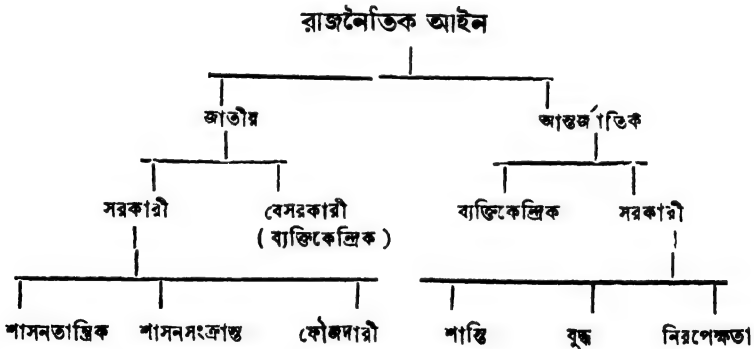 রাজনৈতিক আইন
জাতীয় আন্তর্জাতিক
সরকারী বেসরকারী ব্যক্তিকেন্দ্রিক সরকারী
( ব্যক্তিকেন্দ্রিক )
শাসনতান্ত্রিক শাসনসংক্রান্ত ফৌজদারী শান্তি যুদ্ধ নিরপেক্ষতা